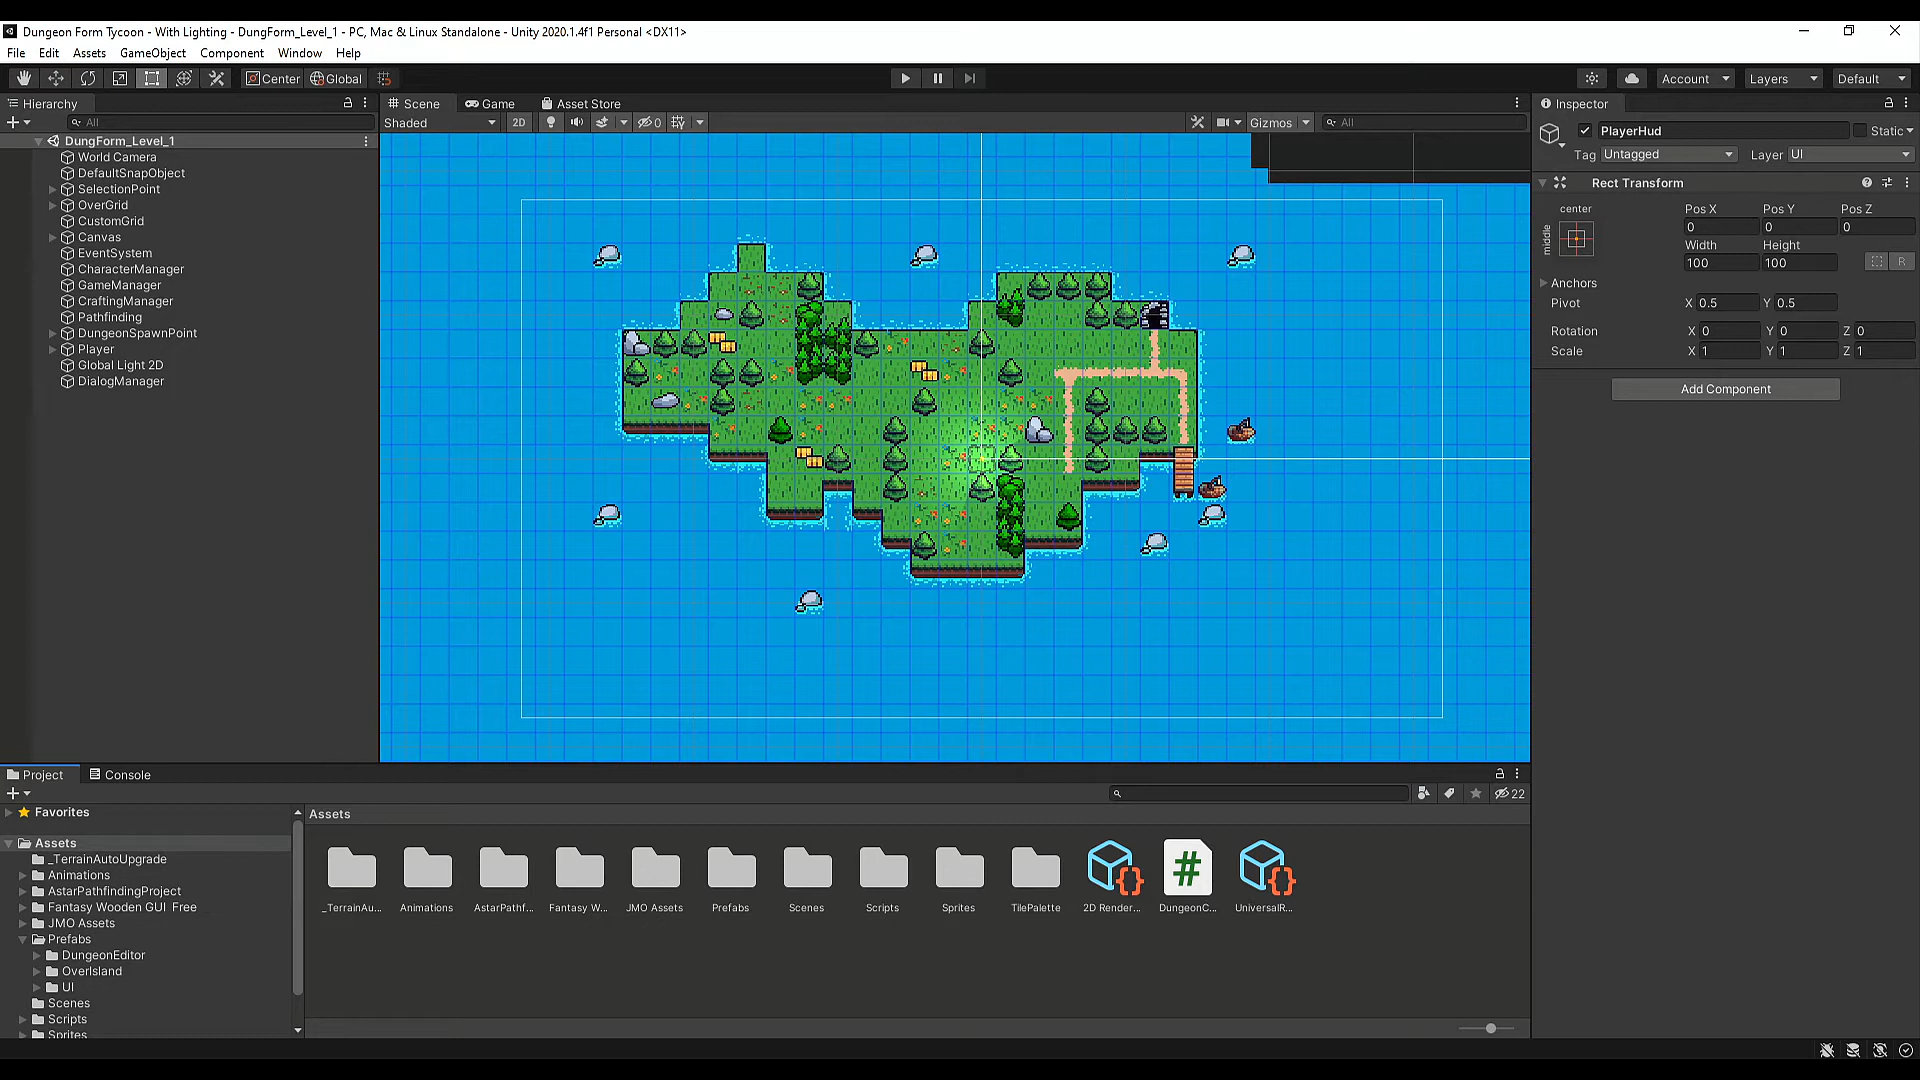 Dungeon Form Tycoon - With Lighting - DungForm_Level_1 - PC, Mac & Linux Standalone - Unity 2020.1.4f1 Personal <DX11>
File Edit Assets GameObject Component Window Help
Center Global Account Layers Default
Hierarchy
All
DungForm_Level_1
World Camera
DefaultSnapObject
SelectionPoint
OverGrid
CustomGrid
Canvas
EventSystem
CharacterManager
GameManager
CraftingManager
Pathfinding
DungeonSpawnPoint
Player
Global Light 2D
DialogManager
Scene Game Asset Store
Shaded 2D 0 Gizmos All
Inspector
PlayerHud Static
Tag Untagged Layer UI
Rect Transform
center
middle
Pos X Pos Y Pos Z
0 0 0
Width Height
100 100
R
Anchors
Pivot X 0.5 Y 0.5
Rotation X 0 Y 0 Z 0
Scale X 1 Y 1 Z 1
Add Component
Project Console
22
Favorites
Assets
_TerrainAutoUpgrade
Animations
AstarPathfindingProject
Fantasy Wooden GUI Free
JMO Assets
Prefabs
DungeonEditor
OverIsland
UI
Scenes
Scripts
Sprites
Assets
_TerrainAu... Animations AstarPathf... Fantasy W... JMO Assets Prefabs Scenes Scripts Sprites TilePalette 2D Render... DungeonC... UniversalR...